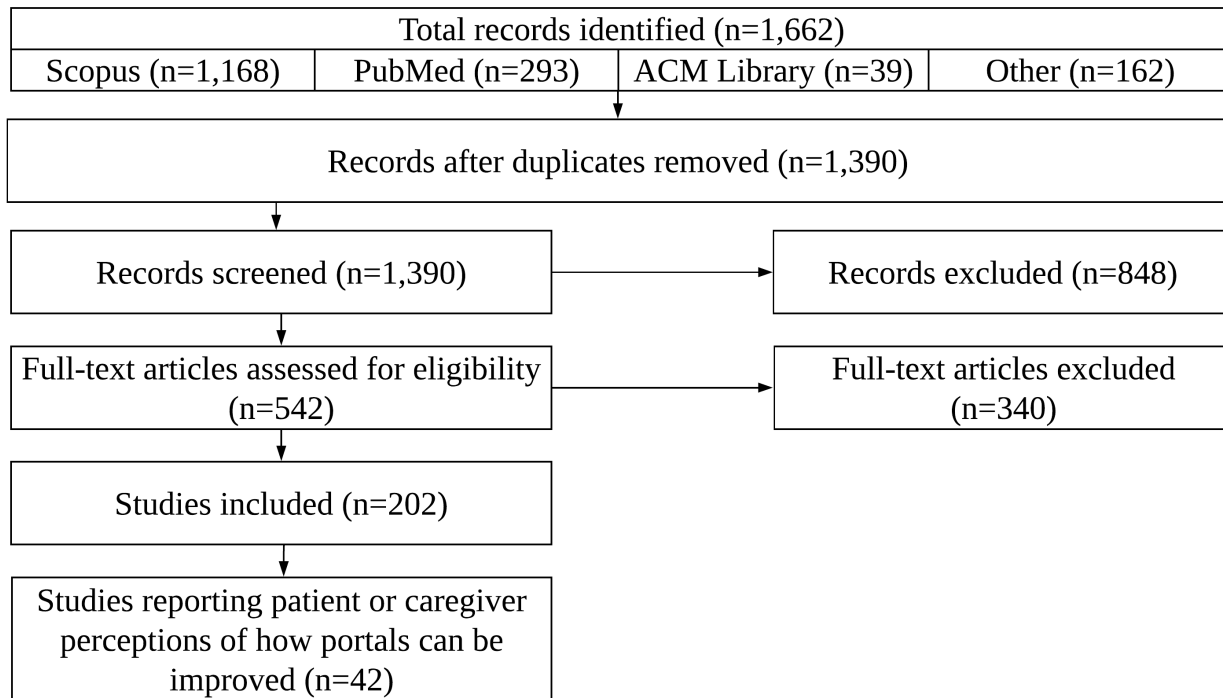 Total records identified (n=1,662)
Scopus (n=1,168)
PubMed (n=293)
ACM Library (n=39)
Other (n=162)
Records after duplicates removed (n=1,390)
Records screened (n=1,390)
Records excluded (n=848)
Full-text articles assessed for eligibility
(n=542)
Full-text articles excluded
(n=340)
Studies included (n=202)
Studies reporting patient or caregiver
perceptions of how portals can be
improved (n=42)